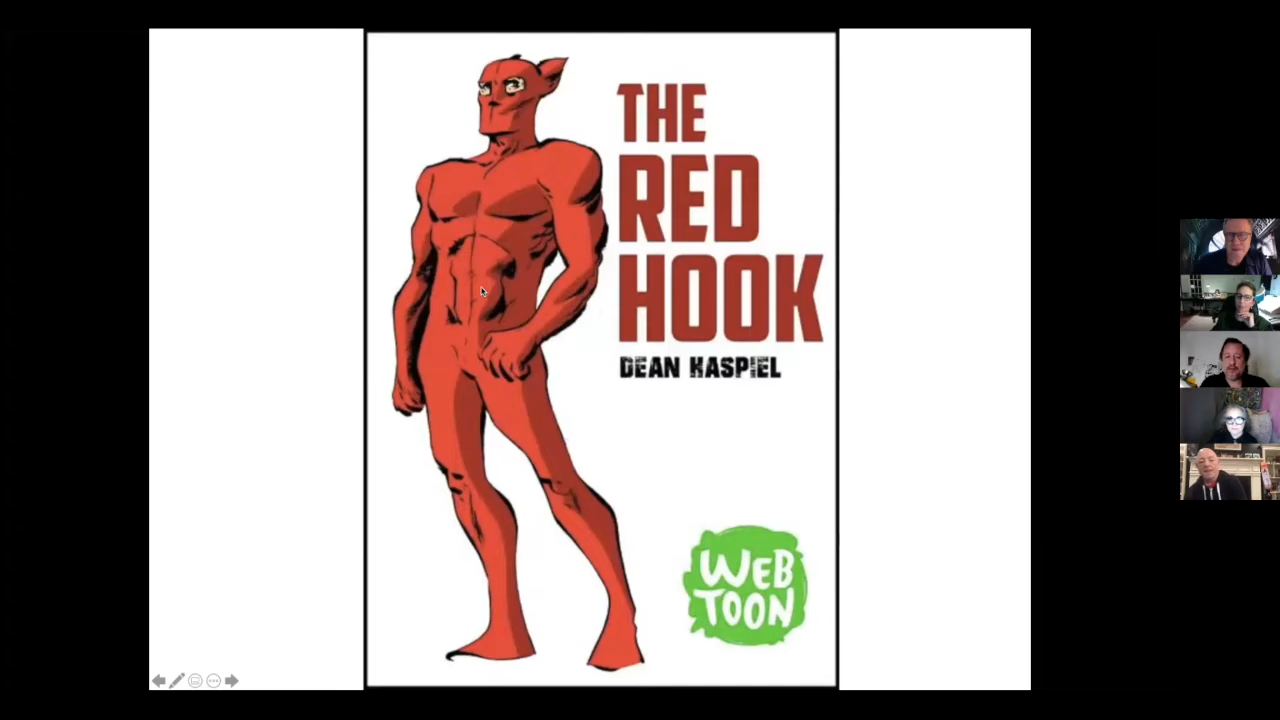 THE
RED
HOOK
DEAN HASPIEL
WEB
TOON